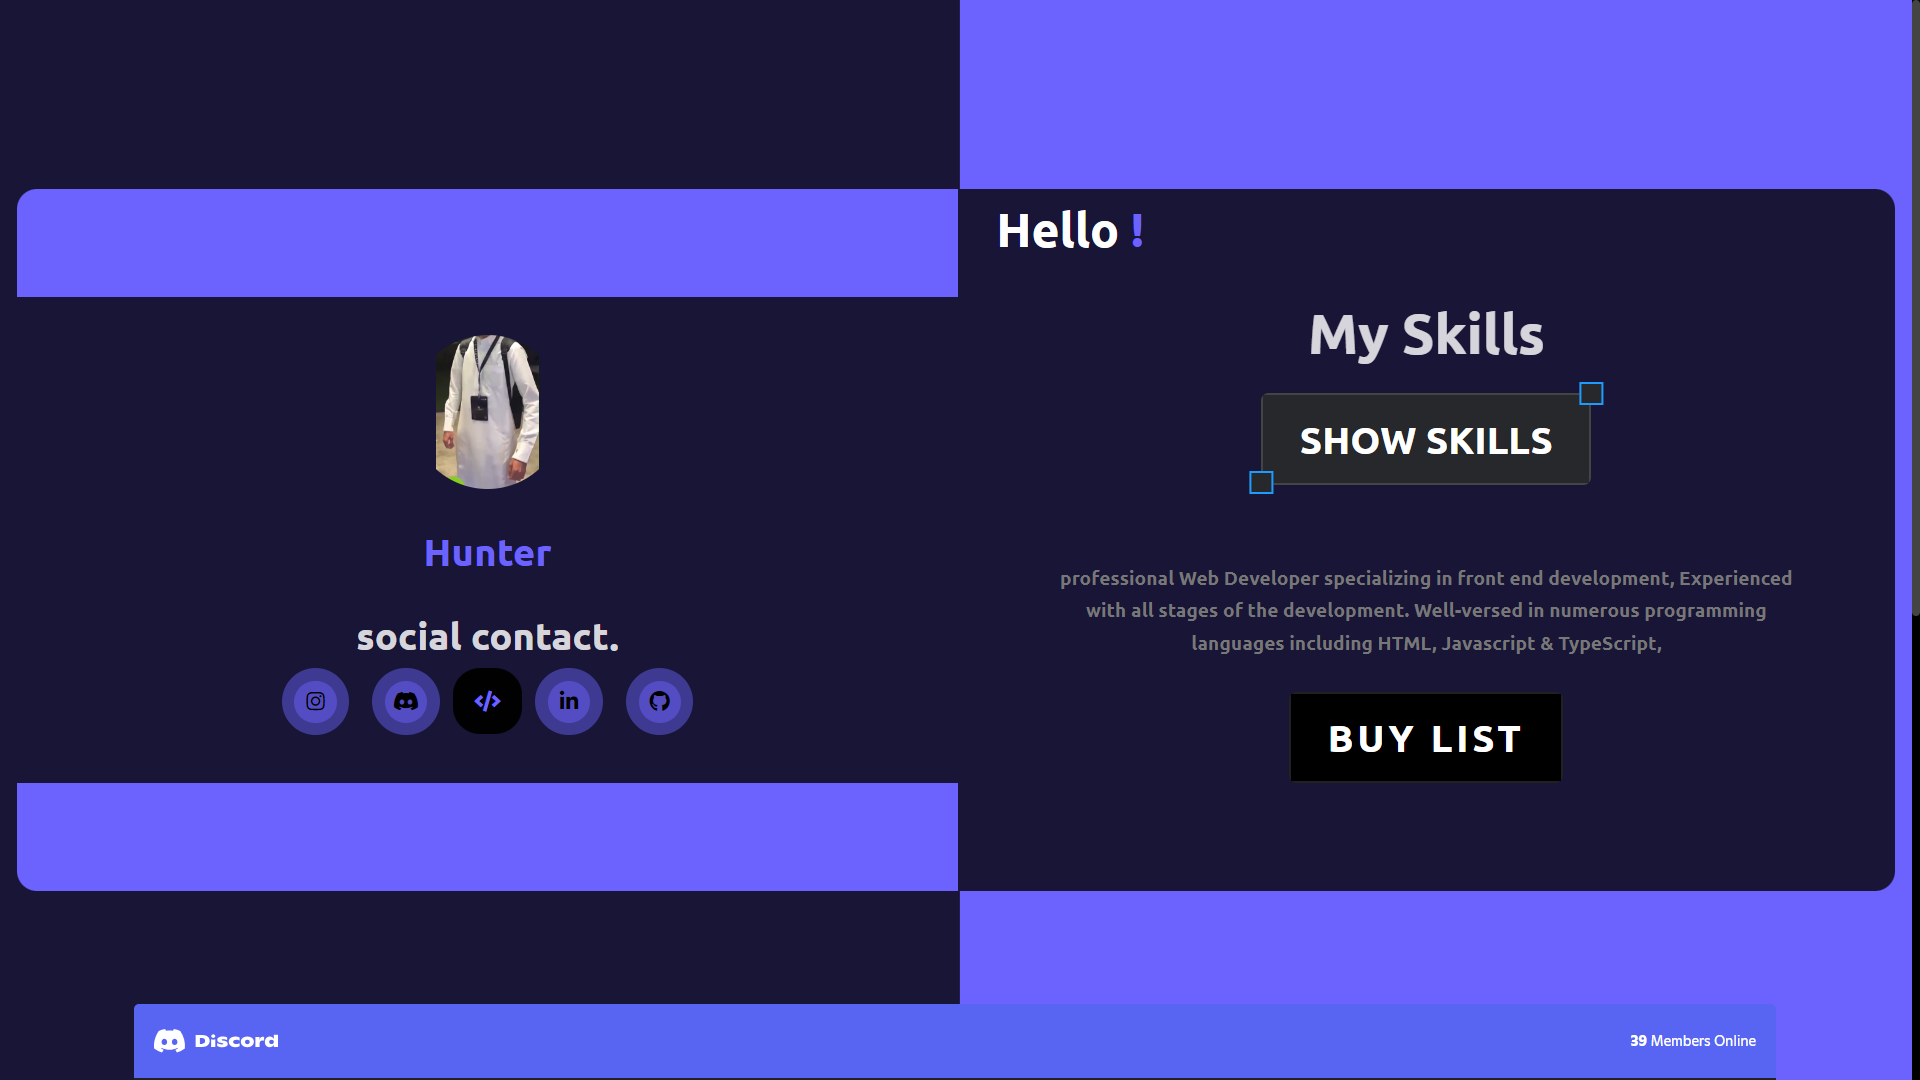 Hello !
My Skills
SHOW SKILLS
professional Web Developer specializing in front end development, Experienced
with all stages of the development. Well-versed in numerous programming
languages including HTML, Javascript & TypeScript,
BUY LIST
Hunter
social contact.
Discord
39 Members Online